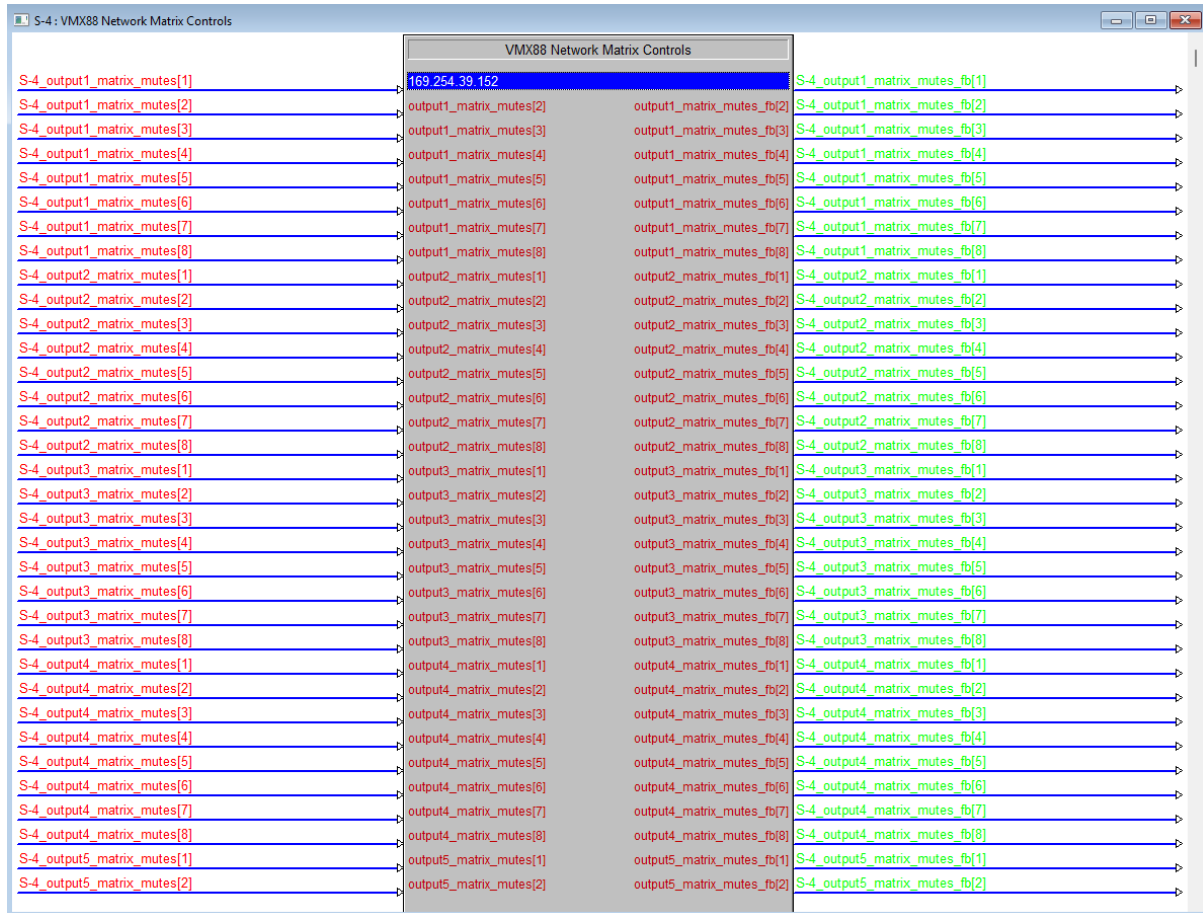 S-4 : VMX88 Network Matrix Controls
VMX88 Network Matrix Controls
S-4_output1_matrix_mutes[1] 169.254.39.152 S-4_output1_matrix_mutes_fb[1]
S-4_output1_matrix_mutes[2] output1_matrix_mutes[2] output1_matrix_mutes_fb[2] S-4_output1_matrix_mutes_fb[2]
S-4_output1_matrix_mutes[3] output1_matrix_mutes[3] output1_matrix_mutes_fb[3] S-4_output1_matrix_mutes_fb[3]
S-4_output1_matrix_mutes[4] output1_matrix_mutes[4] output1_matrix_mutes_fb[4] S-4_output1_matrix_mutes_fb[4]
S-4_output1_matrix_mutes[5] output1_matrix_mutes[5] output1_matrix_mutes_fb[5] S-4_output1_matrix_mutes_fb[5]
S-4_output1_matrix_mutes[6] output1_matrix_mutes[6] output1_matrix_mutes_fb[6] S-4_output1_matrix_mutes_fb[6]
S-4_output1_matrix_mutes[7] output1_matrix_mutes[7] output1_matrix_mutes_fb[7] S-4_output1_matrix_mutes_fb[7]
S-4_output1_matrix_mutes[8] output1_matrix_mutes[8] output1_matrix_mutes_fb[8] S-4_output1_matrix_mutes_fb[8]
S-4_output2_matrix_mutes[1] output2_matrix_mutes[1] output2_matrix_mutes_fb[1] S-4_output2_matrix_mutes_fb[1]
S-4_output2_matrix_mutes[2] output2_matrix_mutes[2] output2_matrix_mutes_fb[2] S-4_output2_matrix_mutes_fb[2]
S-4_output2_matrix_mutes[3] output2_matrix_mutes[3] output2_matrix_mutes_fb[3] S-4_output2_matrix_mutes_fb[3]
S-4_output2_matrix_mutes[4] output2_matrix_mutes[4] output2_matrix_mutes_fb[4] S-4_output2_matrix_mutes_fb[4]
S-4_output2_matrix_mutes[5] output2_matrix_mutes[5] output2_matrix_mutes_fb[5] S-4_output2_matrix_mutes_fb[5]
S-4_output2_matrix_mutes[6] output2_matrix_mutes[6] output2_matrix_mutes_fb[6] S-4_output2_matrix_mutes_fb[6]
S-4_output2_matrix_mutes[7] output2_matrix_mutes[7] output2_matrix_mutes_fb[7] S-4_output2_matrix_mutes_fb[7]
S-4_output2_matrix_mutes[8] output2_matrix_mutes[8] output2_matrix_mutes_fb[8] S-4_output2_matrix_mutes_fb[8]
S-4_output3_matrix_mutes[1] output3_matrix_mutes[1] output3_matrix_mutes_fb[1] S-4_output3_matrix_mutes_fb[1]
S-4_output3_matrix_mutes[2] output3_matrix_mutes[2] output3_matrix_mutes_fb[2] S-4_output3_matrix_mutes_fb[2]
S-4_output3_matrix_mutes[3] output3_matrix_mutes[3] output3_matrix_mutes_fb[3] S-4_output3_matrix_mutes_fb[3]
S-4_output3_matrix_mutes[4] output3_matrix_mutes[4] output3_matrix_mutes_fb[4] S-4_output3_matrix_mutes_fb[4]
S-4_output3_matrix_mutes[5] output3_matrix_mutes[5] output3_matrix_mutes_fb[5] S-4_output3_matrix_mutes_fb[5]
S-4_output3_matrix_mutes[6] output3_matrix_mutes[6] output3_matrix_mutes_fb[6] S-4_output3_matrix_mutes_fb[6]
S-4_output3_matrix_mutes[7] output3_matrix_mutes[7] output3_matrix_mutes_fb[7] S-4_output3_matrix_mutes_fb[7]
S-4_output3_matrix_mutes[8] output3_matrix_mutes[8] output3_matrix_mutes_fb[8] S-4_output3_matrix_mutes_fb[8]
S-4_output4_matrix_mutes[1] output4_matrix_mutes[1] output4_matrix_mutes_fb[1] S-4_output4_matrix_mutes_fb[1]
S-4_output4_matrix_mutes[2] output4_matrix_mutes[2] output4_matrix_mutes_fb[2] S-4_output4_matrix_mutes_fb[2]
S-4_output4_matrix_mutes[3] output4_matrix_mutes[3] output4_matrix_mutes_fb[3] S-4_output4_matrix_mutes_fb[3]
S-4_output4_matrix_mutes[4] output4_matrix_mutes[4] output4_matrix_mutes_fb[4] S-4_output4_matrix_mutes_fb[4]
S-4_output4_matrix_mutes[5] output4_matrix_mutes[5] output4_matrix_mutes_fb[5] S-4_output4_matrix_mutes_fb[5]
S-4_output4_matrix_mutes[6] output4_matrix_mutes[6] output4_matrix_mutes_fb[6] S-4_output4_matrix_mutes_fb[6]
S-4_output4_matrix_mutes[7] output4_matrix_mutes[7] output4_matrix_mutes_fb[7] S-4_output4_matrix_mutes_fb[7]
S-4_output4_matrix_mutes[8] output4_matrix_mutes[8] output4_matrix_mutes_fb[8] S-4_output4_matrix_mutes_fb[8]
S-4_output5_matrix_mutes[1] output5_matrix_mutes[1] output5_matrix_mutes_fb[1] S-4_output5_matrix_mutes_fb[1]
S-4_output5_matrix_mutes[2] output5_matrix_mutes[2] output5_matrix_mutes_fb[2] S-4_output5_matrix_mutes_fb[2]